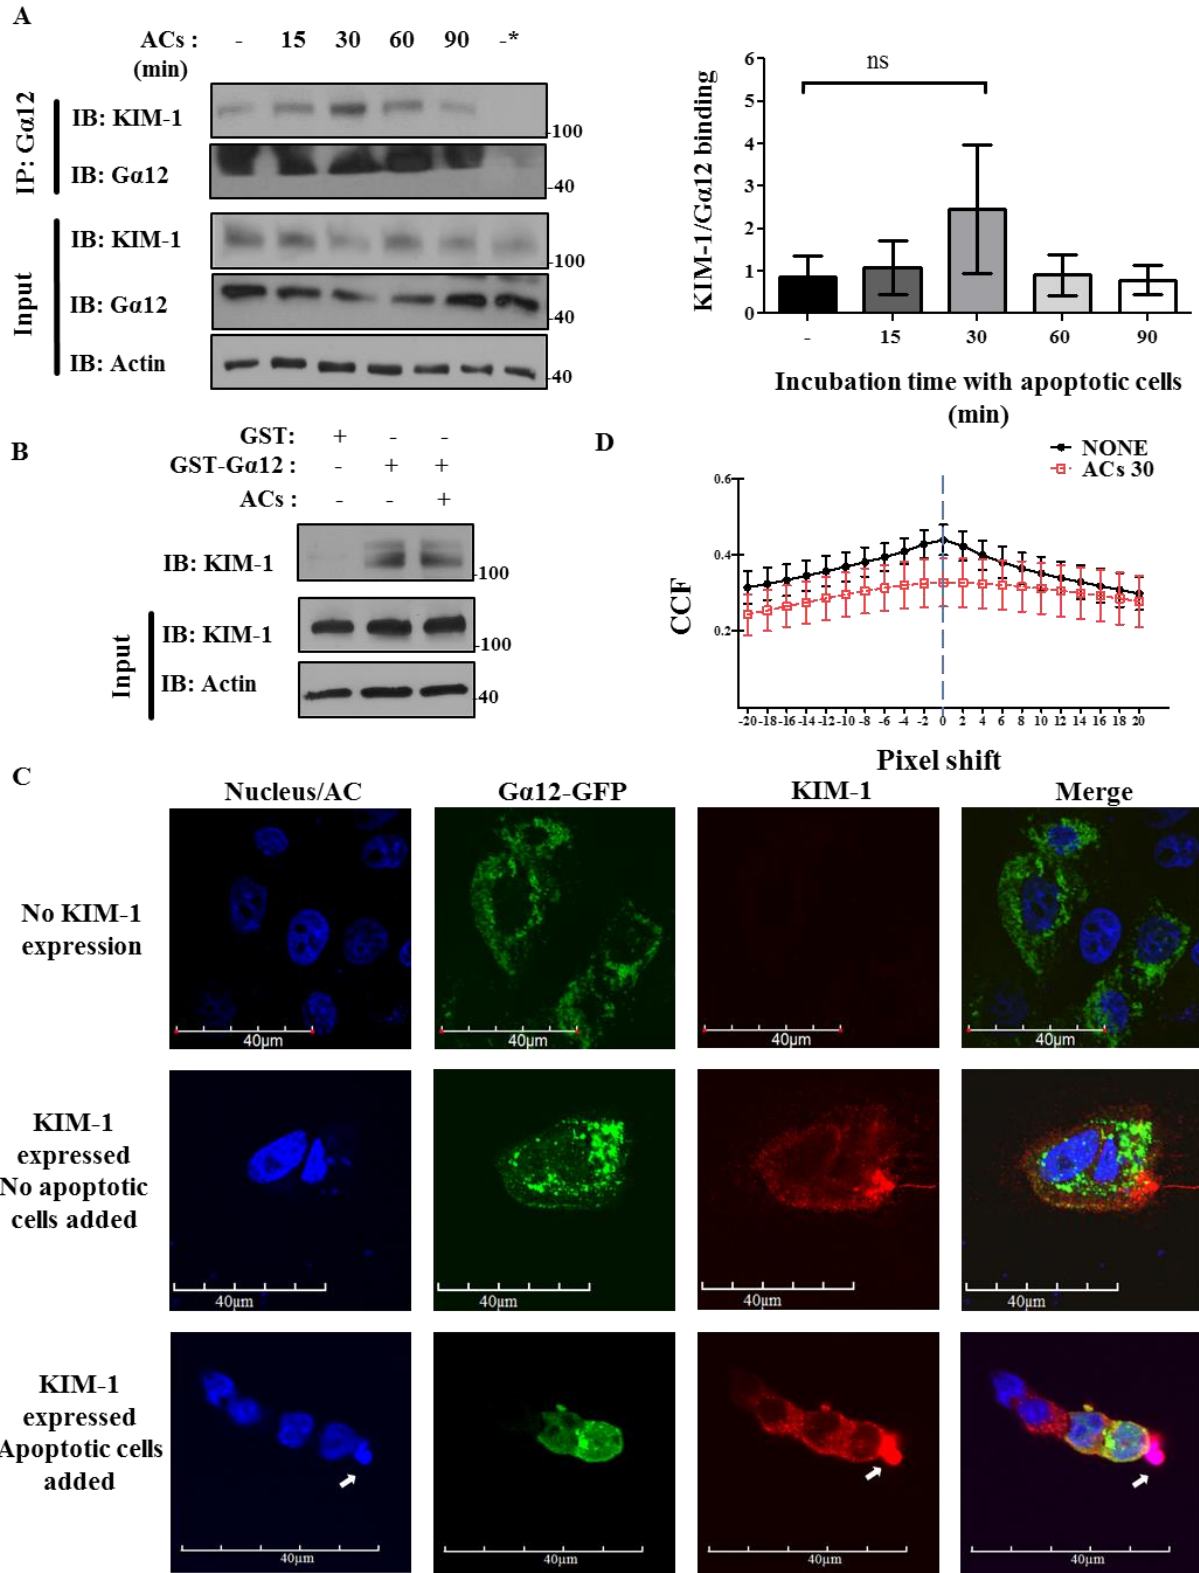 A
ACs : - 15 30 60 90 -*
(min)
IP: Gα12
IB: KIM-1
-100
IB: Gα12
-40
Input
IB: KIM-1
-100
IB: Gα12
-40
IB: Actin
-40
KIM-1/Gα12 binding
6
5
4
3
2
1
0
ns
- 15 30 60 90
Incubation time with apoptotic cells
(min)
B
GST: + - -
GST-Gα12 : - + +
ACs : - - +
IB: KIM-1
-100
Input
IB: KIM-1
-100
IB: Actin
-40
D
NONE
ACs 30
CCF
0.6
0.4
0.2
-20 -18 -16 -14 -12 -10 -8 -6 -4 -2 0 2 4 6 8 10 12 14 16 18 20
Pixel shift
C
Nucleus/AC Gα12-GFP KIM-1 Merge
No KIM-1
expression
40µm 40µm 40µm 40µm
KIM-1
expressed
No apoptotic
cells added
40µm 40µm 40µm 40µm
KIM-1
expressed
Apoptotic cells
added
40µm 40µm 40µm 40µm